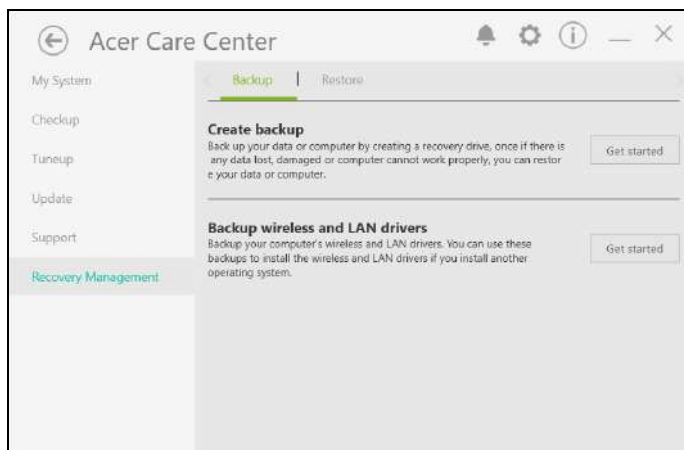 Acer Care Center
My System
Checkup
Tuneup
Update
Support
Recovery Management
Backup | Restore
Create backup
Back up your data or computer by creating a recovery drive, once if there is
any data lost, damaged or computer cannot work properly, you can restor
e your data or computer.
Get started
Backup wireless and LAN drivers
Backup your computer's wireless and LAN drivers. You can use these
backups to install the wireless and LAN drivers if you install another
operating system.
Get started